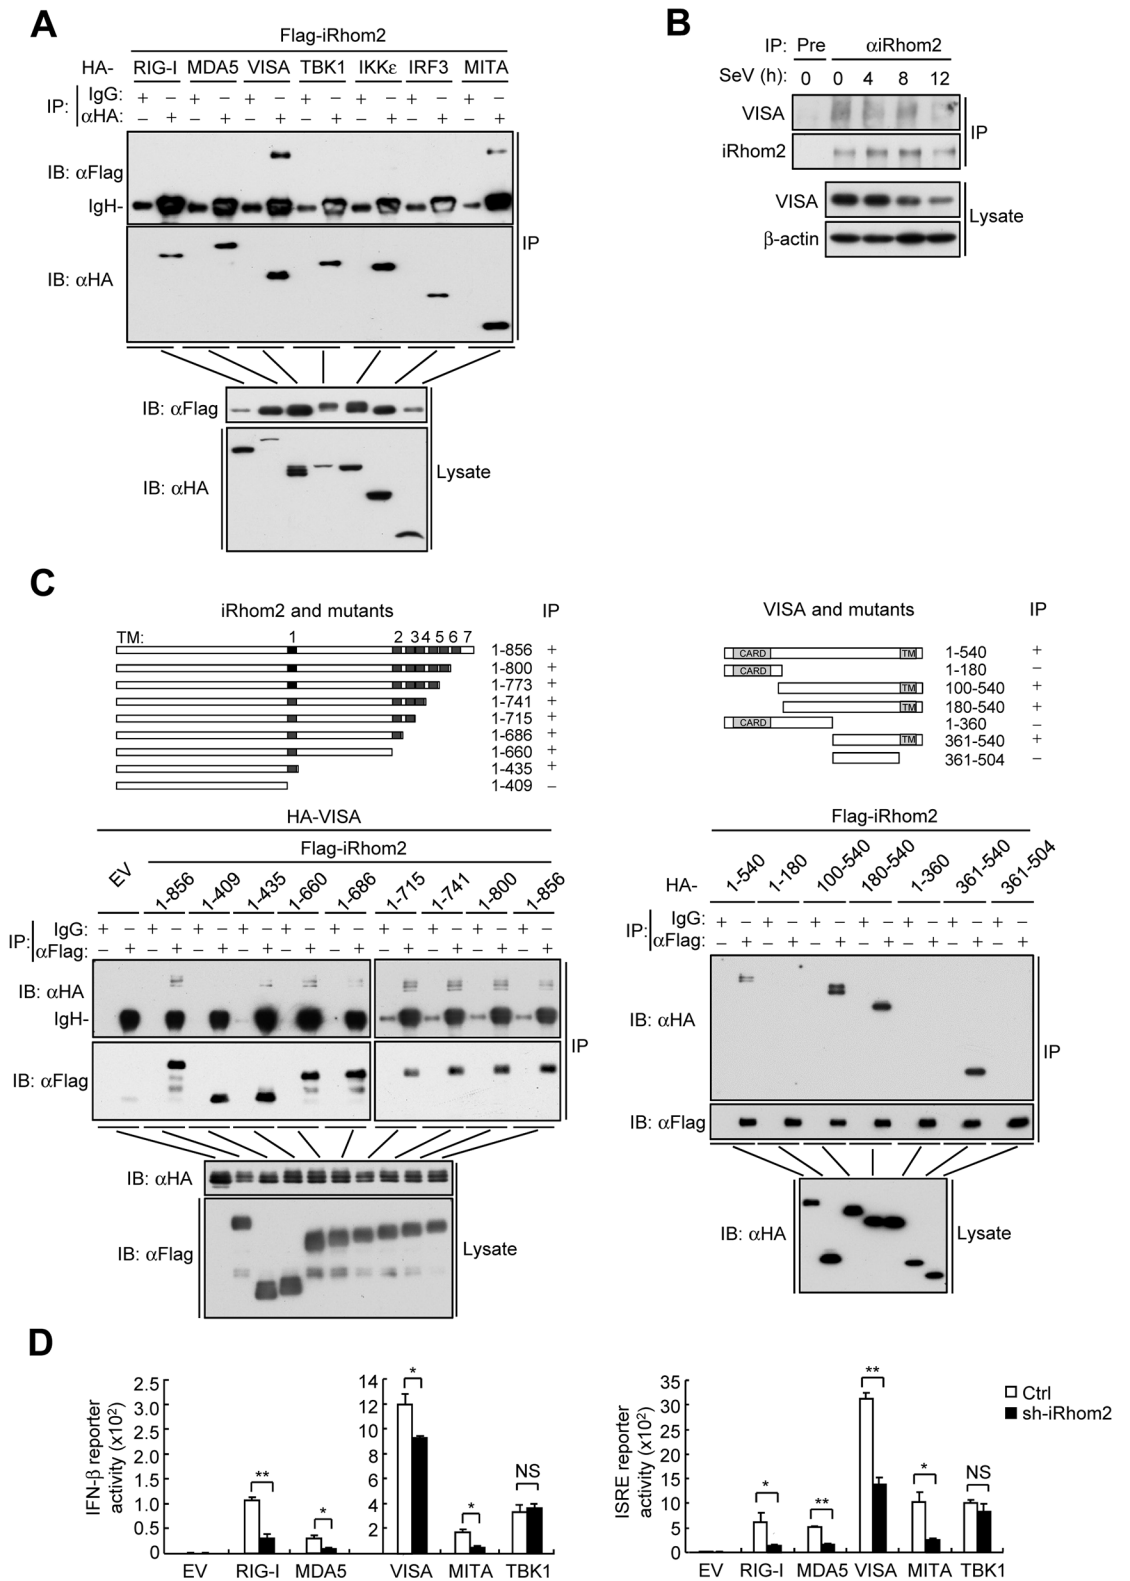 A
Flag-iRhom2
HA- RIG-I MDA5 VISA TBK1 IKKε IRF3 MITA
IP: IgG: + − + − + − + − + − + − + −
αHA: − + − + − + − + − + − + − +
IB: αFlag
IgH-
IB: αHA
IP
IB: αFlag
IB: αHA
Lysate
B
IP: Pre αiRhom2
SeV (h): 0 0 4 8 12
VISA
iRhom2
IP
VISA
β-actin
Lysate
C
iRhom2 and mutants IP
TM: 1 2 3 4 5 6 7
1-856 +
1-800 +
1-773 +
1-741 +
1-715 +
1-686 +
1-660 +
1-435 +
1-409 −
VISA and mutants IP
CARD TM 1-540 +
CARD 1-180 −
TM 100-540 +
TM 180-540 +
CARD 1-360 −
TM 361-540 +
361-504 −
HA-VISA
Flag-iRhom2
EV 1-856 1-409 1-435 1-660 1-686 1-715 1-741 1-800 1-856
IP: IgG: + − + − + − + − + − + − + − + − + − + −
αFlag: − + − + − + − + − + − + − + − + − + − +
IB: αHA
IgH-
IB: αFlag
IP
IB: αHA
IB: αFlag
Lysate
Flag-iRhom2
HA- 1-540 1-180 100-540 180-540 1-360 361-540 361-504
IP: IgG: + − + − + − + − + − + − + −
αFlag: − + − + − + − + − + − + − +
IB: αHA
IB: αFlag
IP
IB: αHA
Lysate
D
IFN-β reporter activity (x10²)
2.5
2.0
1.5
1.0
0.5
0
** *
EV RIG-I MDA5
14
12
10
8
6
4
2
* * NS
VISA MITA TBK1
ISRE reporter activity (x10²)
35
30
25
20
15
10
5
0
* ** ** * NS
EV RIG-I MDA5 VISA MITA TBK1
Ctrl
sh-iRhom2